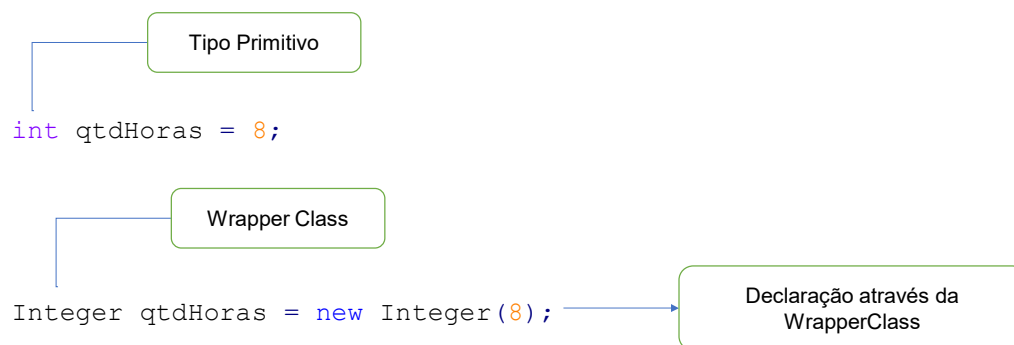 Tipo Primitivo
int qtdHoras = 8;
Wrapper Class
Integer qtdHoras = new Integer(8);
Declaração através da
WrapperClass